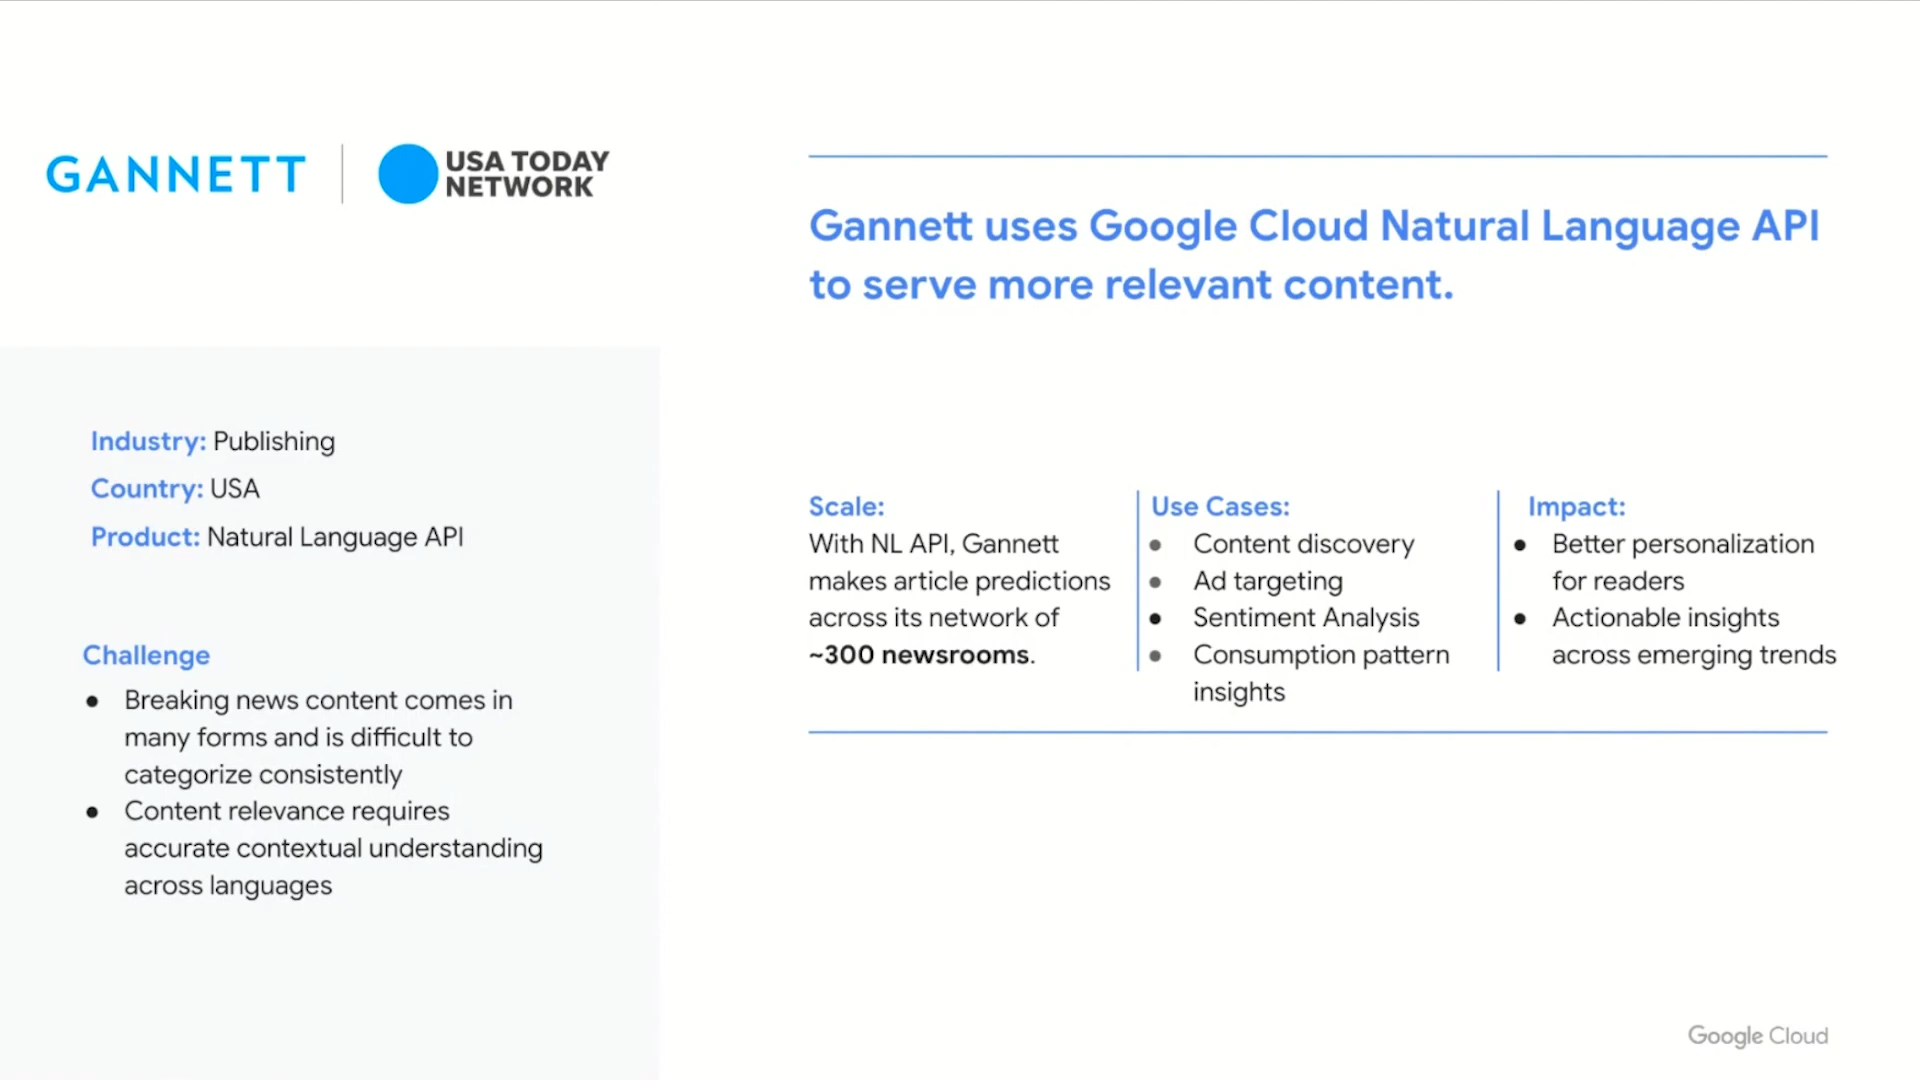 GANNETT
USA TODAY
NETWORK
Gannett uses Google Cloud Natural Language API
to serve more relevant content.
Industry: Publishing
Country: USA
Product: Natural Language API
Challenge
● Breaking news content comes in
many forms and is difficult to
categorize consistently
● Content relevance requires
accurate contextual understanding
across languages
Scale:
With NL API, Gannett
makes article predictions
across its network of
~300 newsrooms.
Use Cases:
● Content discovery
● Ad targeting
● Sentiment Analysis
● Consumption pattern
insights
Impact:
● Better personalization
for readers
● Actionable insights
across emerging trends
Google Cloud